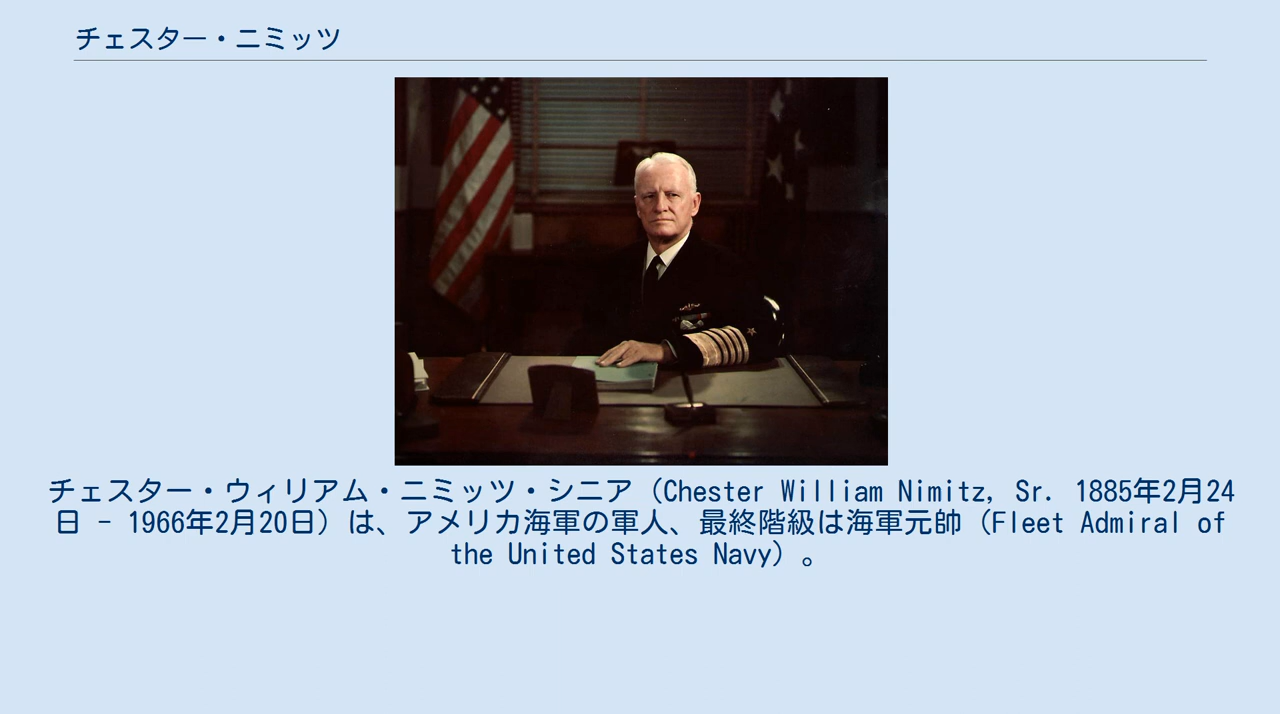 チェスター・ニミッツ
チェスター・ウィリアム・ニミッツ・シニア（Chester William Nimitz, Sr. 1885年2月24
日 - 1966年2月20日）は、アメリカ海軍の軍人、最終階級は海軍元帥（Fleet Admiral of
the United States Navy）。